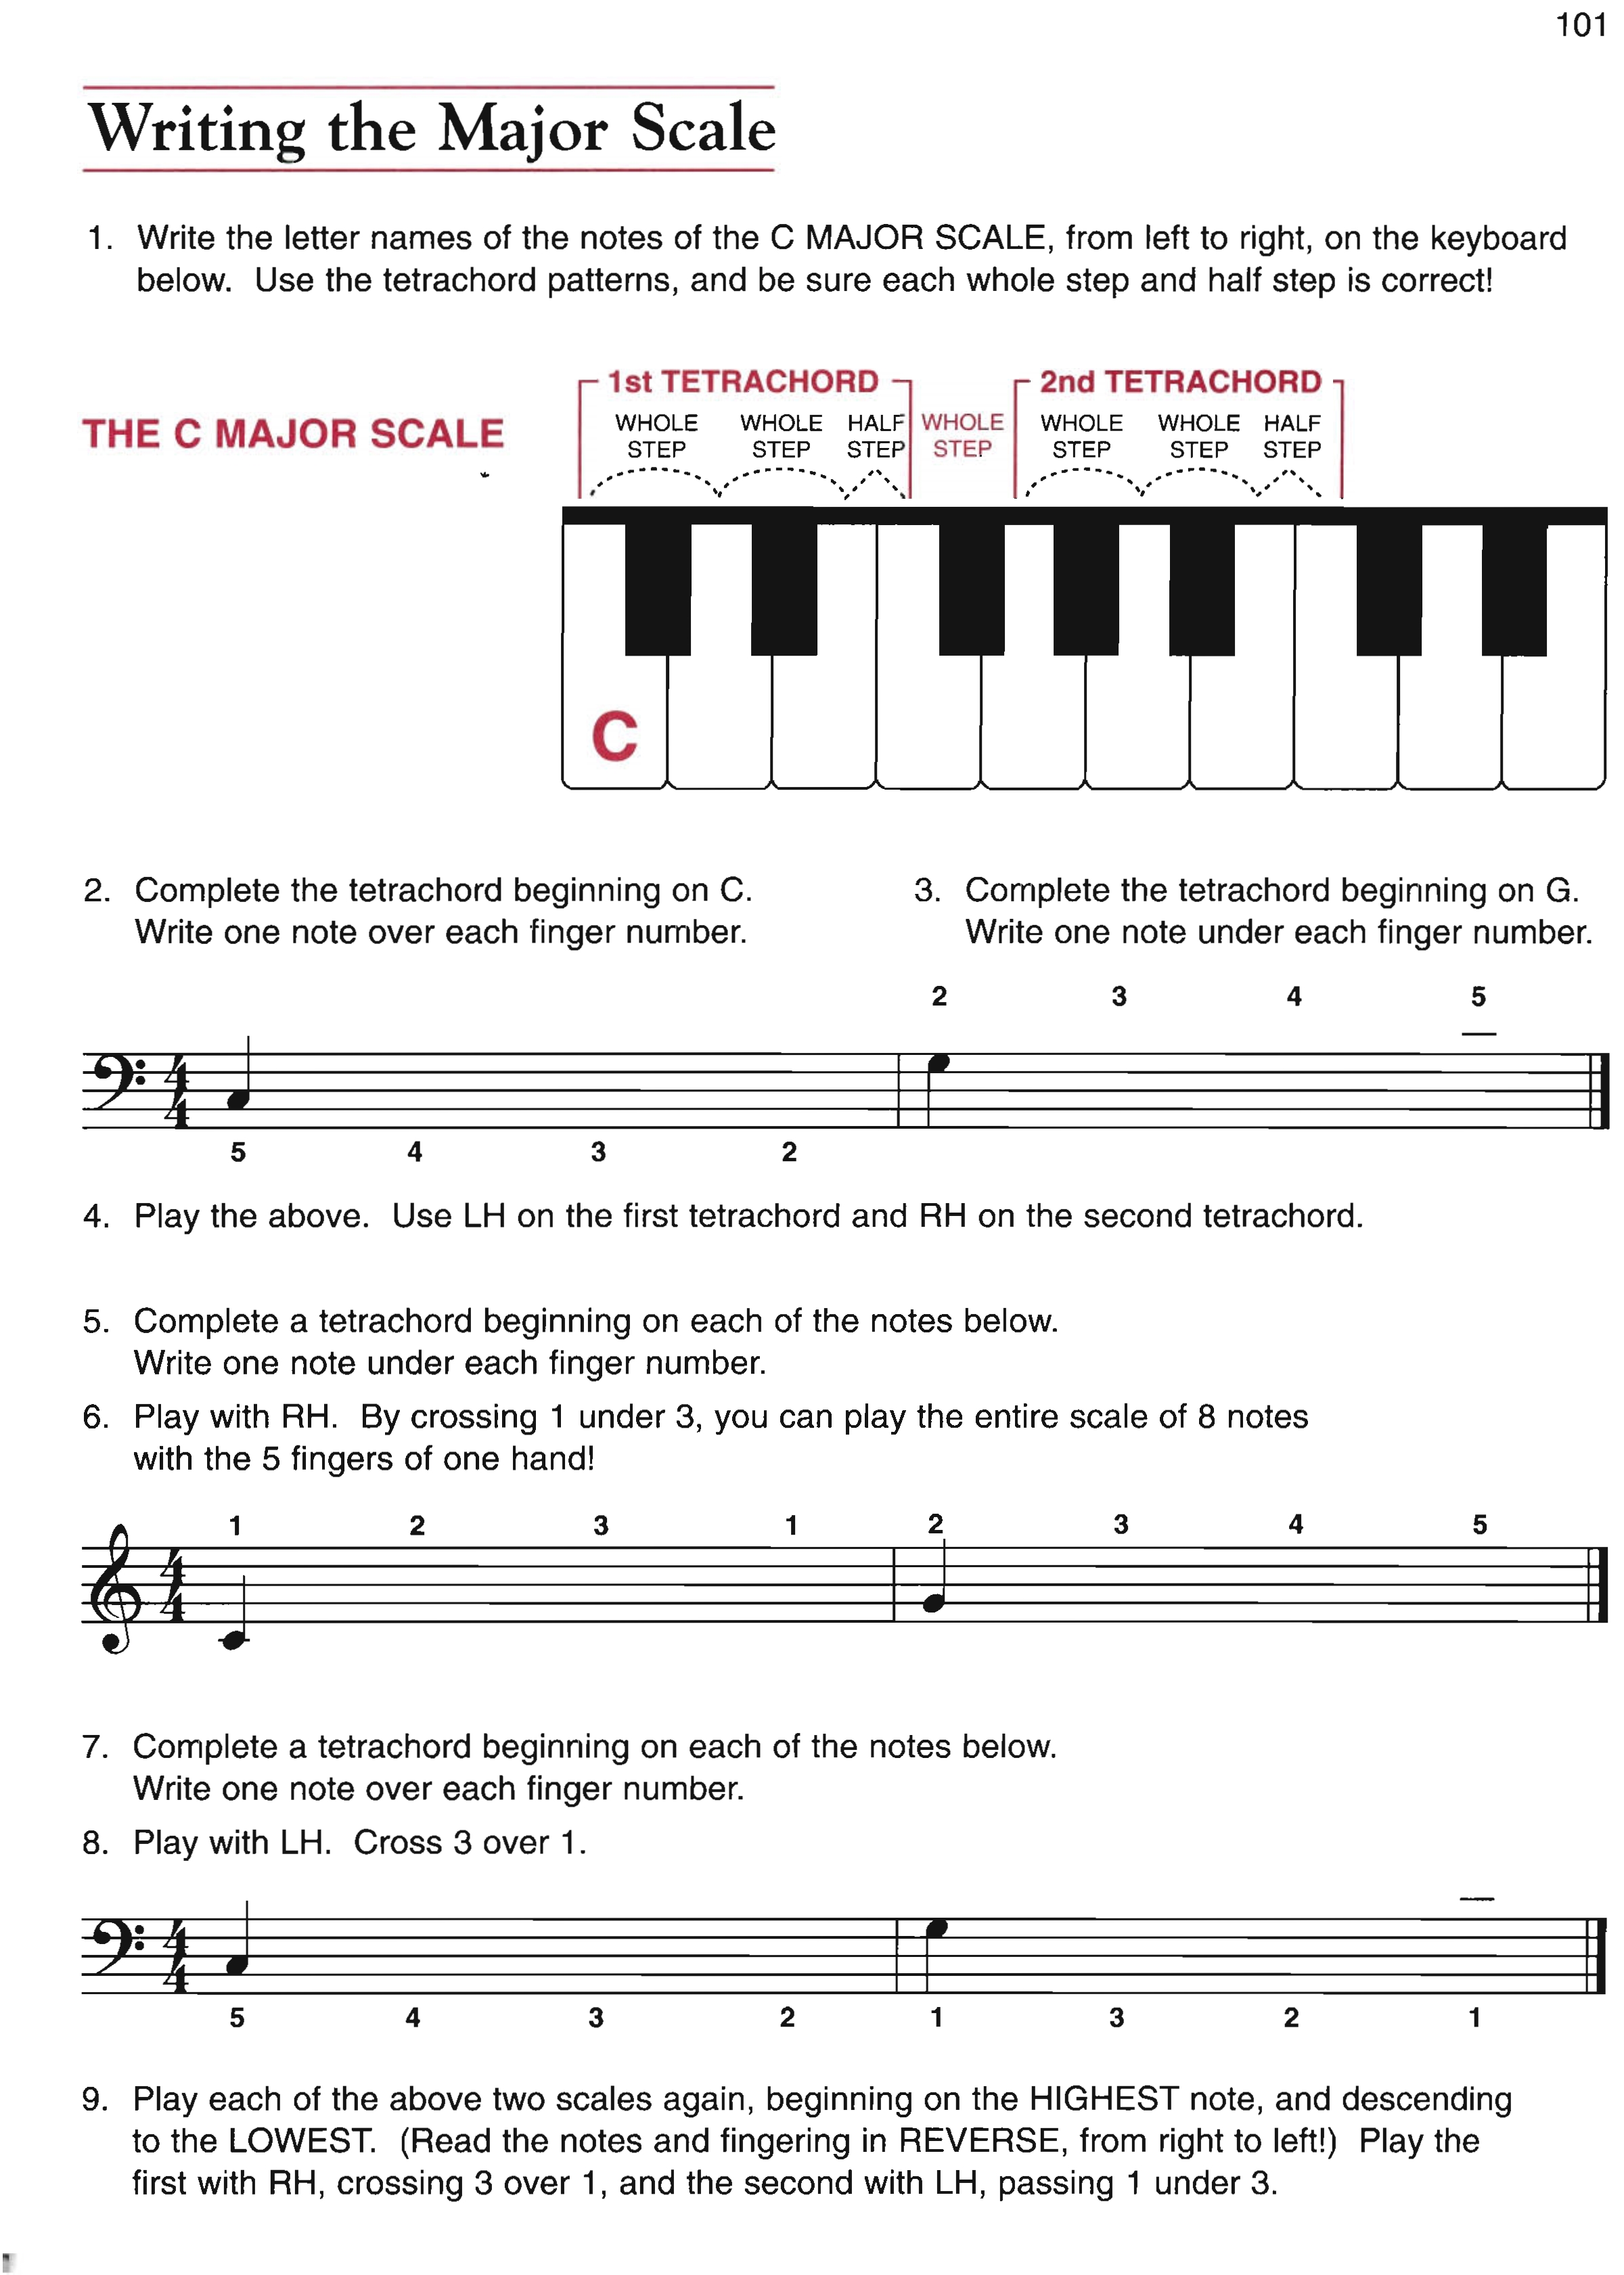 101
Writing the Major Scale
1. Write the letter names of the notes of the C MAJOR SCALE, from left to right, on the keyboard
below. Use the tetrachord patterns, and be sure each whole step and half step is correct!
1st TETRACHORD 2nd TETRACHORD
THE C MAJOR SCALE
WHOLE WHOLE HALF WHOLE WHOLE WHOLE HALF
STEP STEP STEP STEP STEP STEP STEP
C
2. Complete the tetrachord beginning on C.
Write one note over each finger number.
3. Complete the tetrachord beginning on G.
Write one note under each finger number.
2 3 4 5
4
4
5 4 3 2
4. Play the above. Use LH on the first tetrachord and RH on the second tetrachord.
5. Complete a tetrachord beginning on each of the notes below.
Write one note under each finger number.
6. Play with RH. By crossing 1 under 3, you can play the entire scale of 8 notes
with the 5 fingers of one hand!
1 2 3 1 2 3 4 5
4
4
7. Complete a tetrachord beginning on each of the notes below.
Write one note over each finger number.
8. Play with LH. Cross 3 over 1.
4
4
5 4 3 2 1 3 2 1
9. Play each of the above two scales again, beginning on the HIGHEST note, and descending
to the LOWEST. (Read the notes and fingering in REVERSE, from right to left!) Play the
first with RH, crossing 3 over 1, and the second with LH, passing 1 under 3.